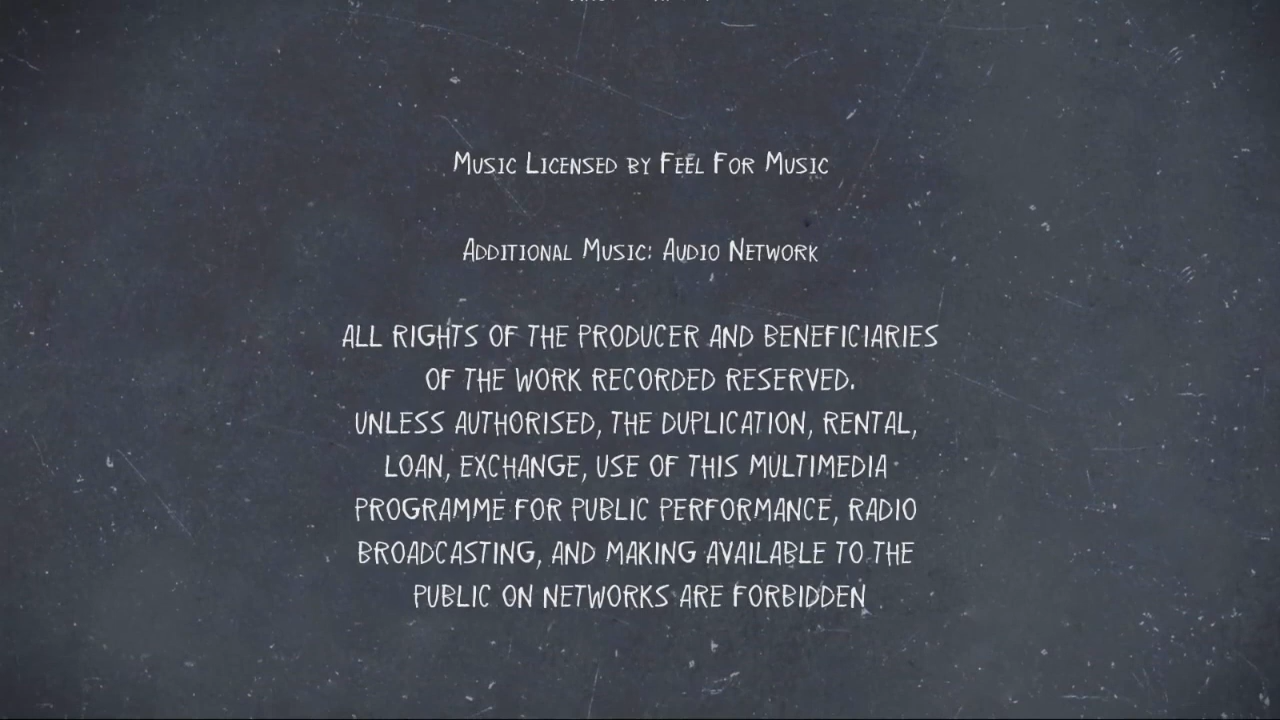 Music Licensed by Feel For Music
Additional Music: Audio Network
ALL RIGHTS OF THE PRODUCER AND BENEFICIARIES
OF THE WORK RECORDED RESERVED.
UNLESS AUTHORISED, THE DUPLICATION, RENTAL,
LOAN, EXCHANGE, USE OF THIS MULTIMEDIA
PROGRAMME FOR PUBLIC PERFORMANCE, RADIO
BROADCASTING, AND MAKING AVAILABLE TO THE
PUBLIC ON NETWORKS ARE FORBIDDEN